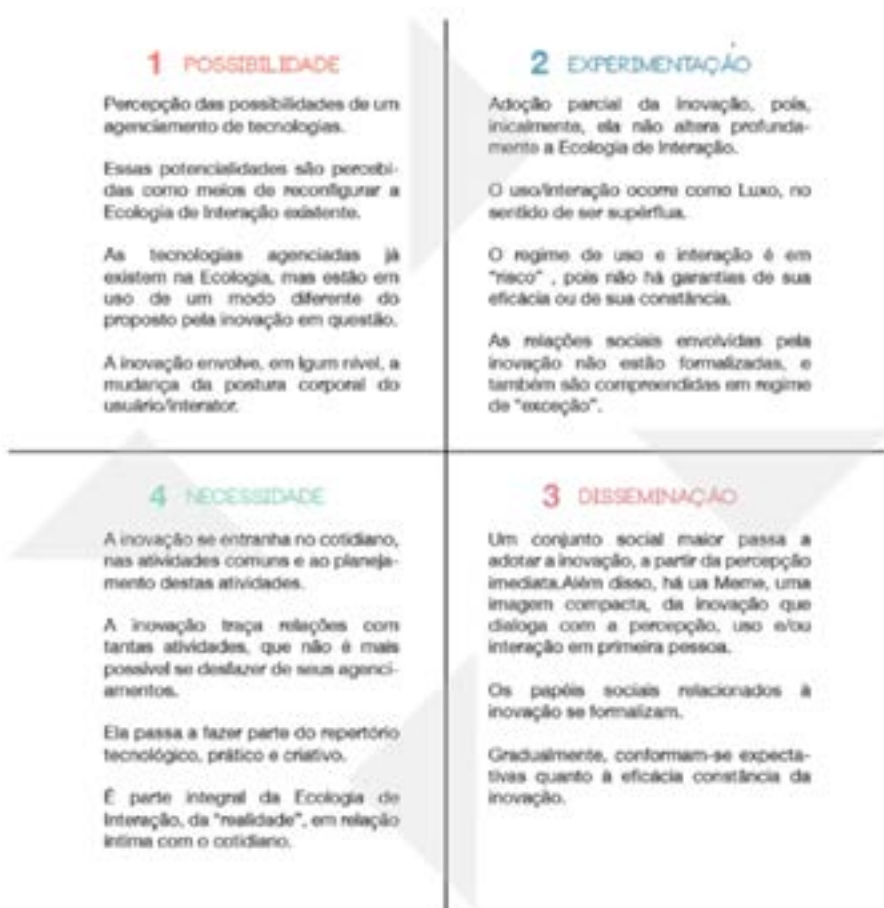 1 POSSIBILIDADE
Percepção das possibilidades de um
agenciamento de tecnologias.
Essas potencialidades são percebi-
das como meios de reconfigurar a
Ecologia de Interação existente.
As tecnologias agenciadas já
existem na Ecologia, mas estão em
uso de um modo diferente do
proposto pela inovação em questão.
A inovação envolve, em lgum nível, a
mudança da postura corporal do
usuário/interator.
2 EXPERIMENTAÇÃO
Adoção parcial da inovação, pois,
inicalmente, ela não altera profunda-
mente a Ecologia de Interação.
O uso/interação ocorre como Luxo, no
sentido de ser supérflua.
O regime de uso e interação é em
"risco" , pois não há garantias de sua
eficácia ou de sua constância.
As relações sociais envolvidas pela
inovação não estão formalizadas, e
também são compreendidas em regime
de "exceção".
3 DISSEMINAÇÃO
Um conjunto social maior passa a
adotar a inovação, a partir da percepção
imediata.Além disso, há ua Meme, uma
imagem compacta, da inovação que
dialoga com a percepção, uso e/ou
interação em primeira pessoa.
Os papéis sociais relacionados à
inovação se formalizam.
Gradualmente, conformam-se expecta-
tivas quanto à eficácia constância da
inovação.
4 NECESSIDADE
A inovação se entranha no cotidiano,
nas atividades comuns e ao planeja-
mento destas atividades.
A inovação traça relações com
tantas atividades, que não é mais
possível se desfazer de seus agenci-
amentos.
Ela passa a fazer parte do repertório
tecnológico, prático e criativo.
É parte integral da Ecologia de
Interação, da "realidade", em relação
íntima com o cotidiano.